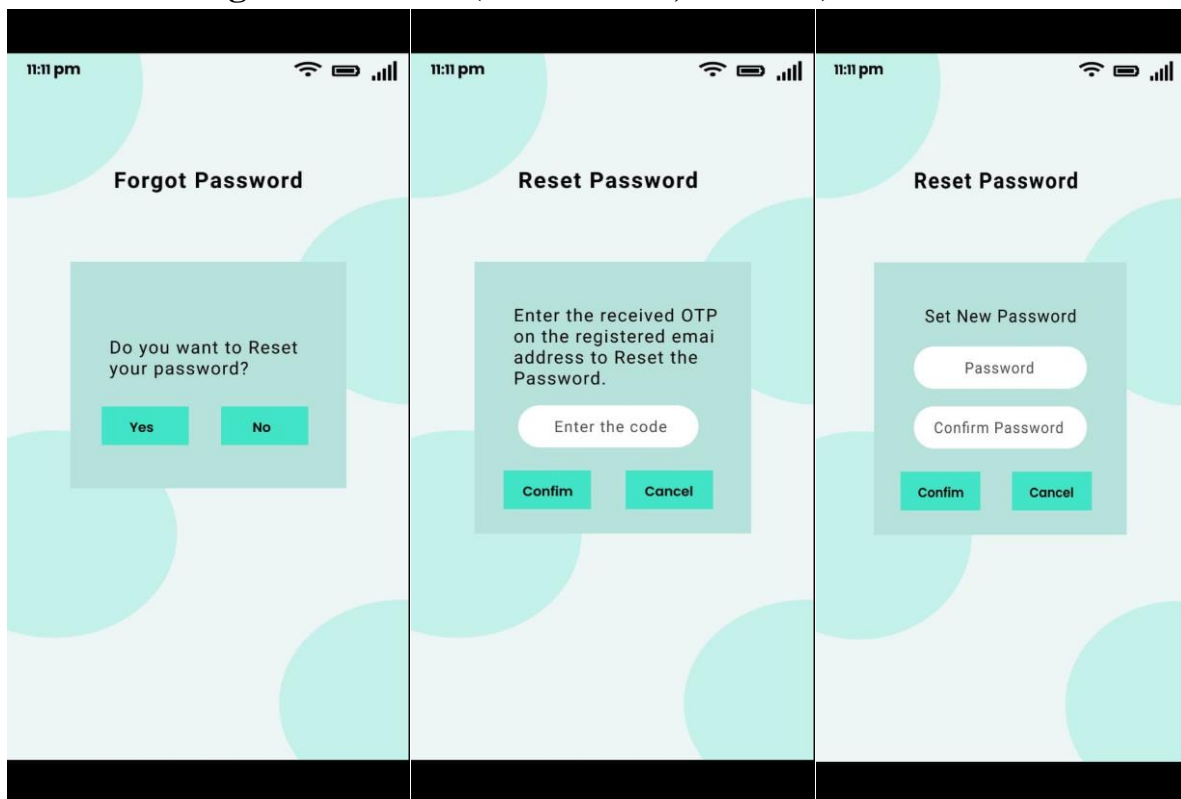 11:11 pm
Forgot Password
Do you want to Reset
your password?
Yes
No
11:11 pm
Reset Password
Enter the received OTP
on the registered emai
address to Reset the
Password.
Enter the code
Confim
Cancel
11:11 pm
Reset Password
Set New Password
Password
Confirm Password
Confim
Cancel